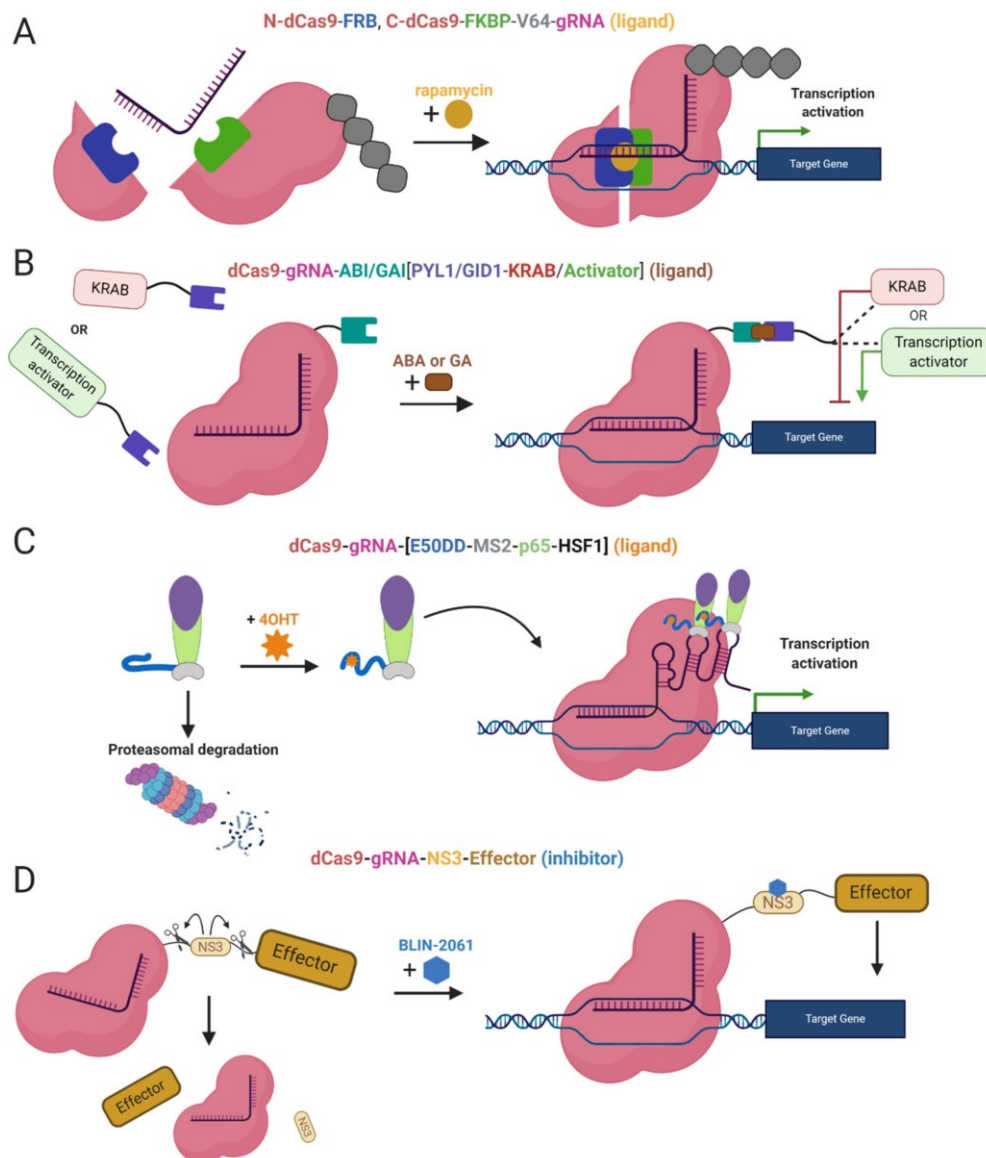 A
N-dCas9-FRB, C-dCas9-FKBP-V64-gRNA (ligand)
rapamycin
+
Transcription
activation
Target Gene
B
dCas9-gRNA-ABI/GAI[PYL1/GID1-KRAB/Activator] (ligand)
KRAB
OR
Transcription
activator
ABA or GA
+
KRAB
OR
Transcription
activator
Target Gene
C
dCas9-gRNA-[E50DD-MS2-p65-HSF1] (ligand)
+ 4OHT
Proteasomal degradation
Transcription
activation
Target Gene
D
dCas9-gRNA-NS3-Effector (inhibitor)
NS3
Effector
BLIN-2061
+
NS3
Effector
Target Gene
Effector
NS3